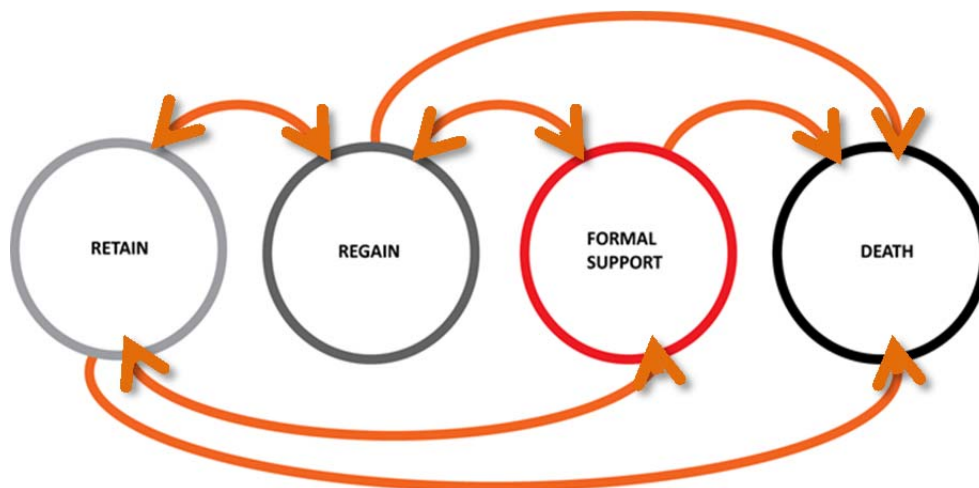 RETAIN
REGAIN
FORMAL
SUPPORT
DEATH